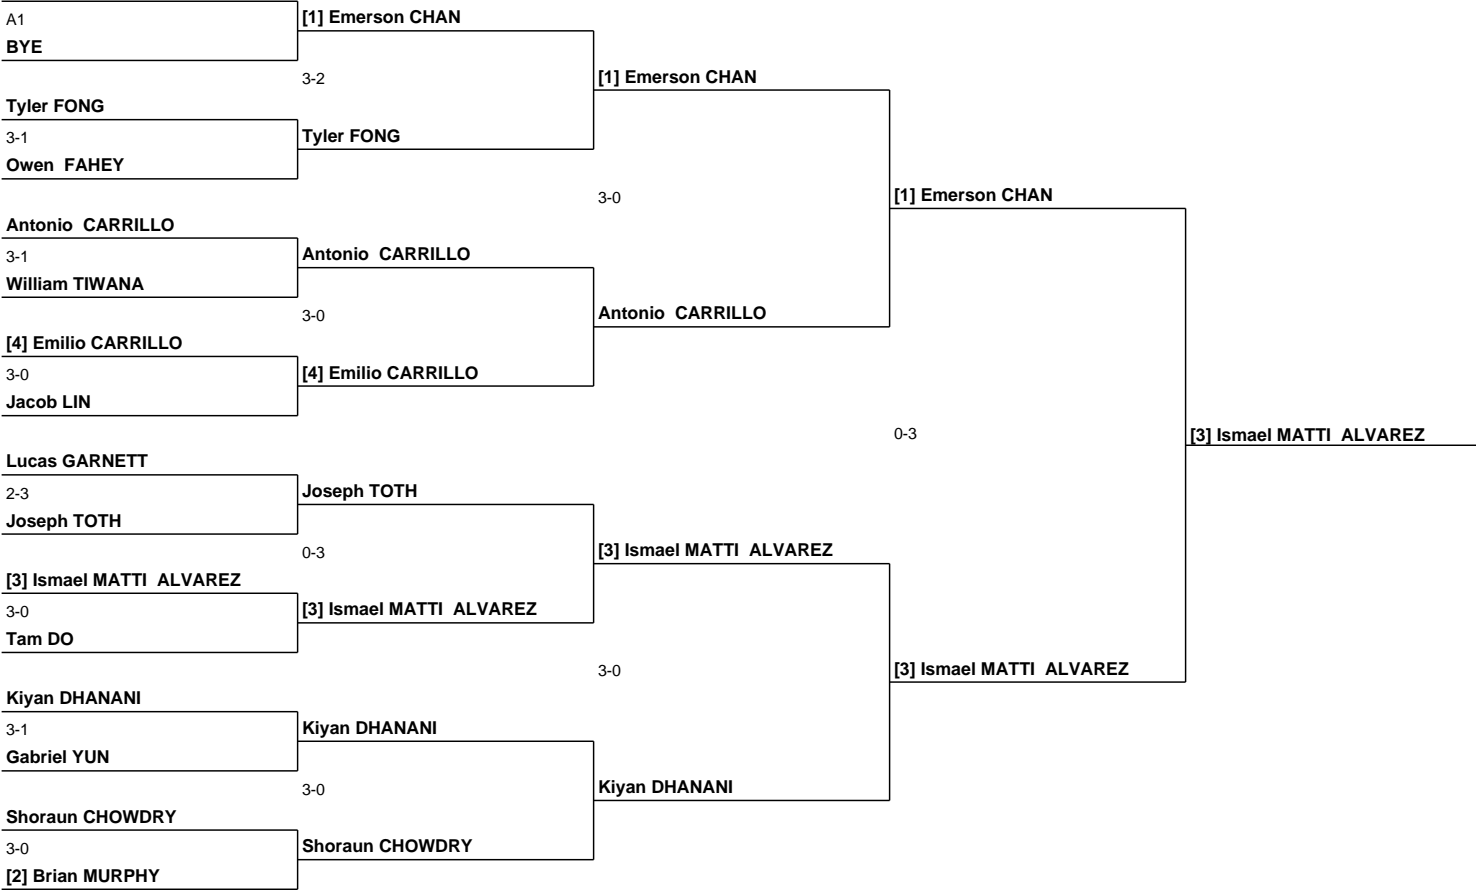 A1
BYE
Tyler FONG
3-1
Owen  FAHEY
Antonio  CARRILLO
3-1
William TIWANA
[4] Emilio CARRILLO
3-0
Jacob LIN
Lucas GARNETT
2-3
Joseph TOTH
[3] Ismael MATTI  ALVAREZ
3-0
Tam DO
Kiyan DHANANI
3-1
Gabriel YUN
Shoraun CHOWDRY
3-0
[2] Brian MURPHY
[1] Emerson CHAN
3-2
Tyler FONG
Antonio  CARRILLO
3-0
[4] Emilio CARRILLO
Joseph TOTH
0-3
[3] Ismael MATTI  ALVAREZ
Kiyan DHANANI
3-0
Shoraun CHOWDRY
[1] Emerson CHAN
3-0
Antonio  CARRILLO
[3] Ismael MATTI  ALVAREZ
3-0
Kiyan DHANANI
[1] Emerson CHAN
0-3
[3] Ismael MATTI  ALVAREZ
[3] Ismael MATTI  ALVAREZ